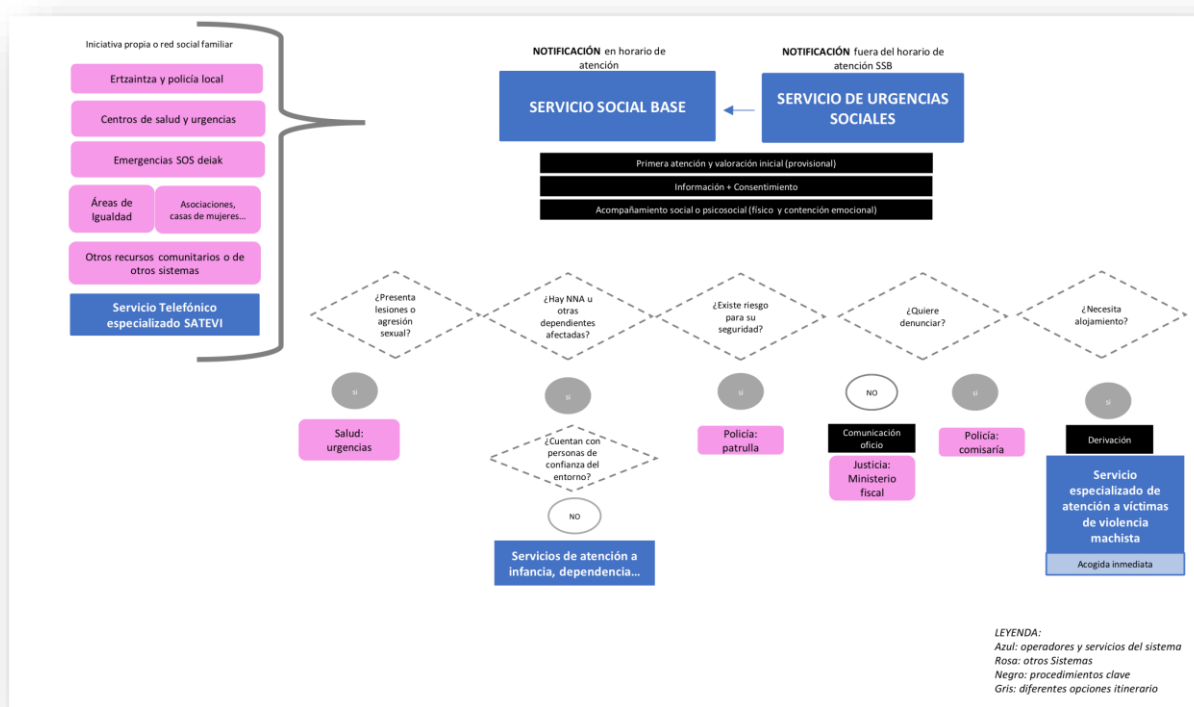 Iniciativa propia o red social familiar
Ertzaintza y policía local
Centros de salud y urgencias
Emergencias SOS deiak
Áreas de
Igualdad
Asociaciones,
casas de mujeres…
Otros recursos comunitarios o de
otros sistemas
Servicio Telefónico
especializado SATEVI
NOTIFICACIÓN en horario de
atención
SERVICIO SOCIAL BASE
NOTIFICACIÓN fuera del horario de
atención SSB
SERVICIO DE URGENCIAS
SOCIALES
Primera atención y valoración inicial (provisional)
Información + Consentimiento
Acompañamiento social o psicosocial (físico y contención emocional)
¿Presenta
lesiones o
agresión
sexual?
¿Hay NNA u
otras
dependientes
afectadas?
¿Existe riesgo
para su
seguridad?
¿Quiere
denunciar?
¿Necesita
alojamiento?
si
si
si
NO
si
si
Salud:
urgencias
¿Cuentan con
personas de
confianza del
entorno?
NO
Servicios de atención a
infancia, dependencia…
Policía:
patrulla
Comunicación
oficio
Justicia:
Ministerio
fiscal
Policía:
comisaría
Derivación
Servicio
especializado de
atención a víctimas
de violencia
machista
Acogida inmediata
LEYENDA:
Azul: operadores y servicios del sistema
Rosa: otros Sistemas
Negro: procedimientos clave
Gris: diferentes opciones itinerario